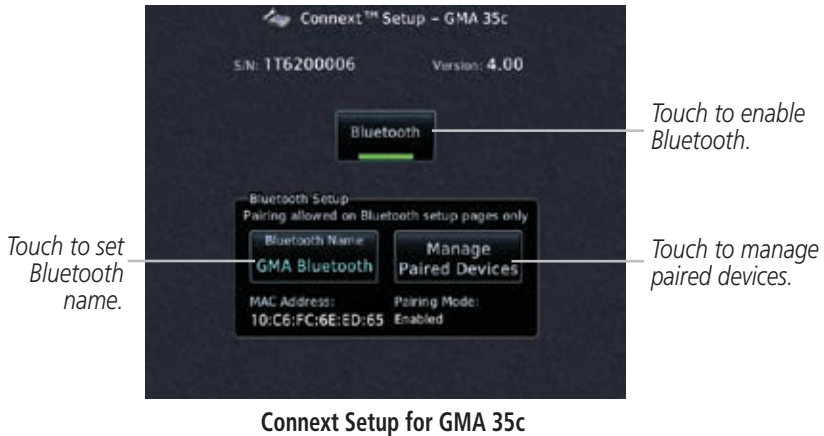 Connext™ Setup – GMA 35c
S/N: 1T6200006 Version: 4.00
Bluetooth
Touch to enable
Bluetooth.
Bluetooth Setup
Pairing allowed on Bluetooth setup pages only
Bluetooth Name
GMA Bluetooth
Manage
Paired Devices
Touch to set
Bluetooth
name.
Touch to manage
paired devices.
MAC Address:
10:C6:FC:6E:ED:65
Pairing Mode:
Enabled
Connext Setup for GMA 35c